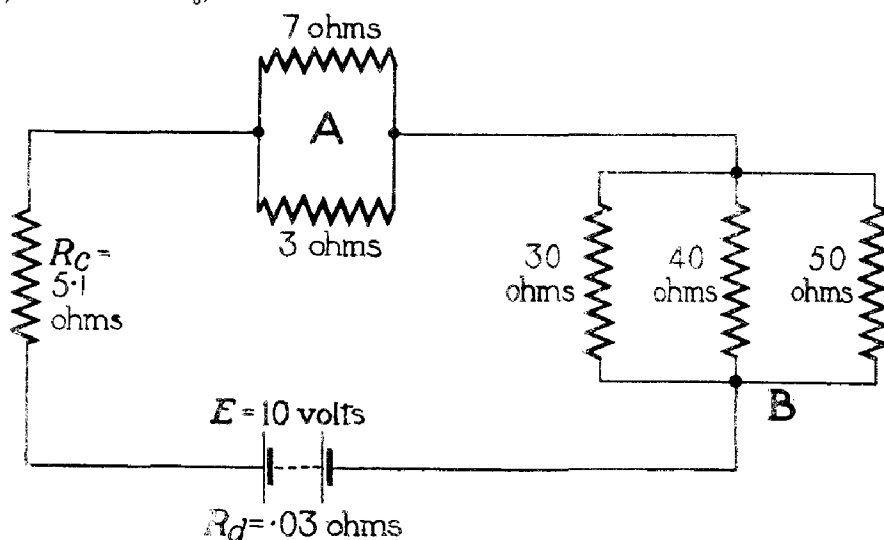 7 ohms
A
3 ohms
Rc =
5·1
ohms
30
ohms
40
ohms
50
ohms
B
E = 10 volts
Rd = ·03 ohms